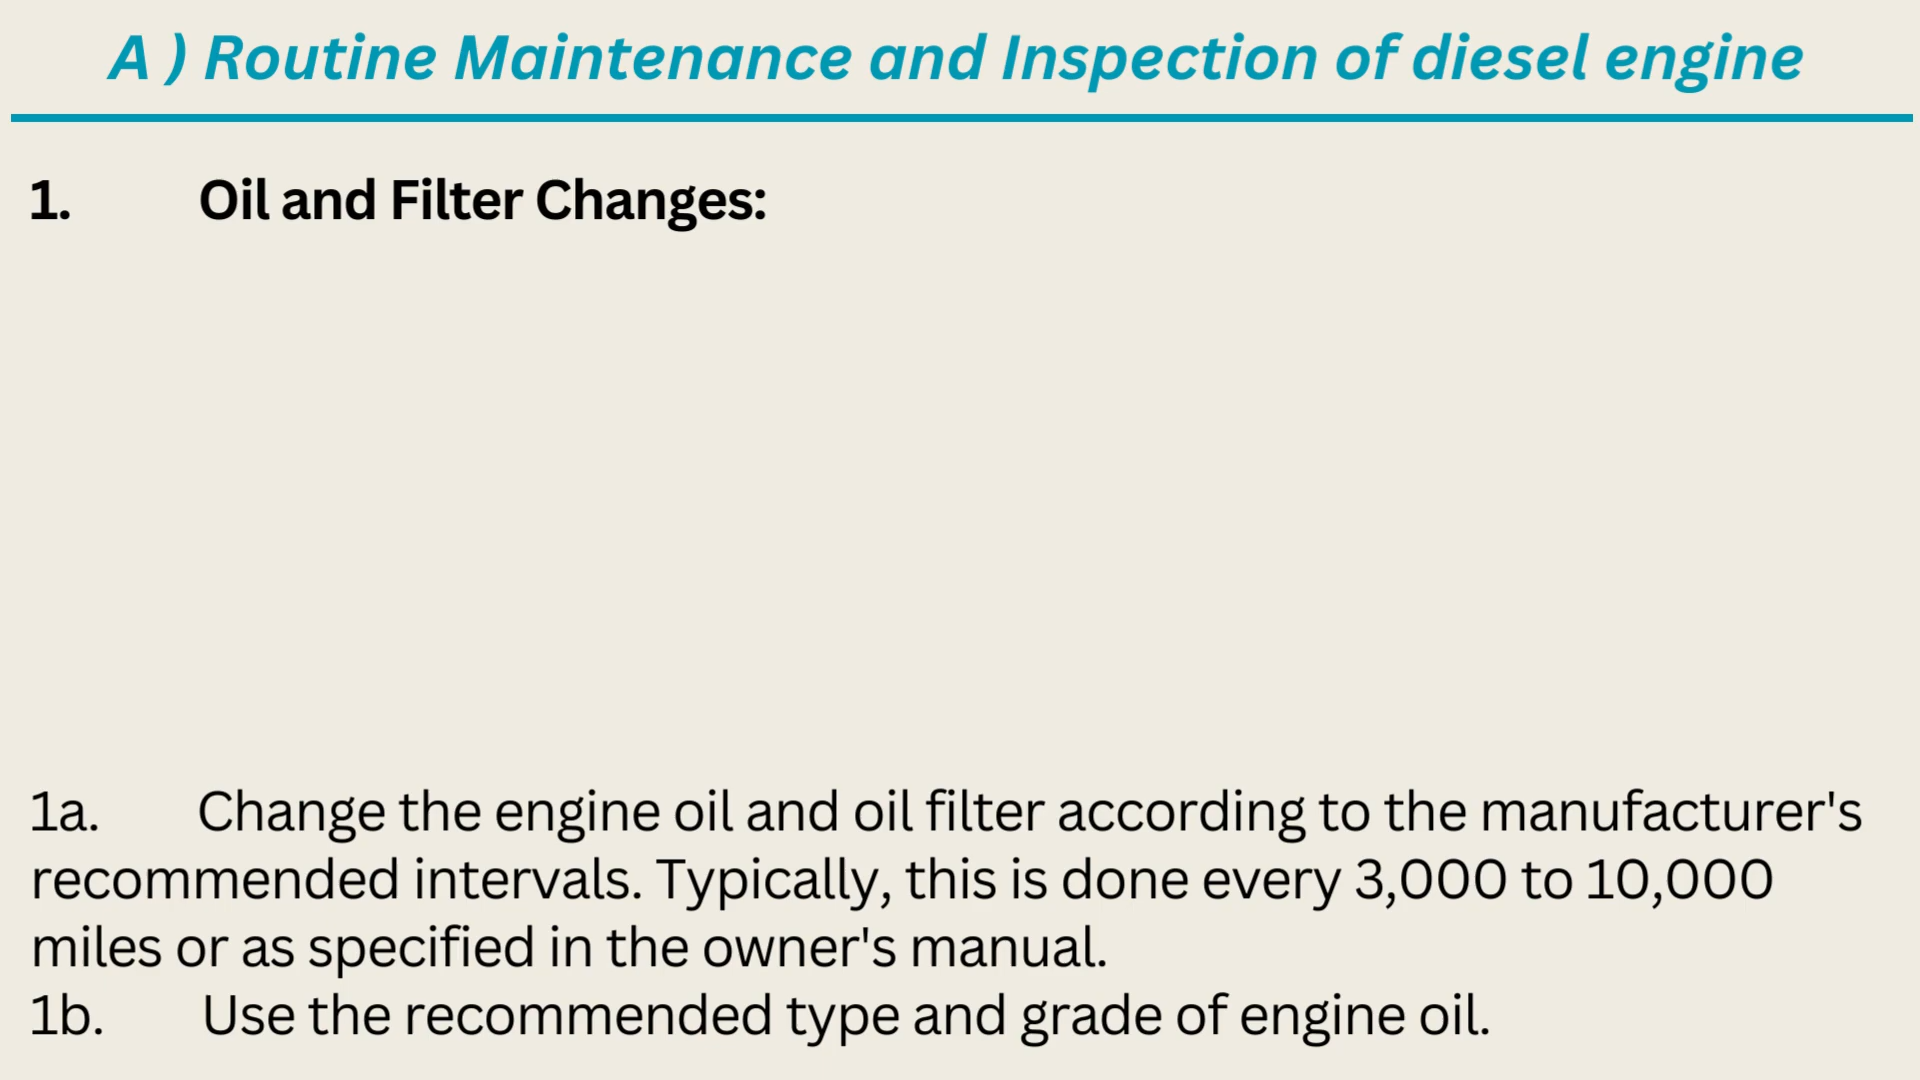 A ) Routine Maintenance and Inspection of diesel engine
1. Oil and Filter Changes:
1a. Change the engine oil and oil filter according to the manufacturer's
recommended intervals. Typically, this is done every 3,000 to 10,000
miles or as specified in the owner's manual.
1b. Use the recommended type and grade of engine oil.